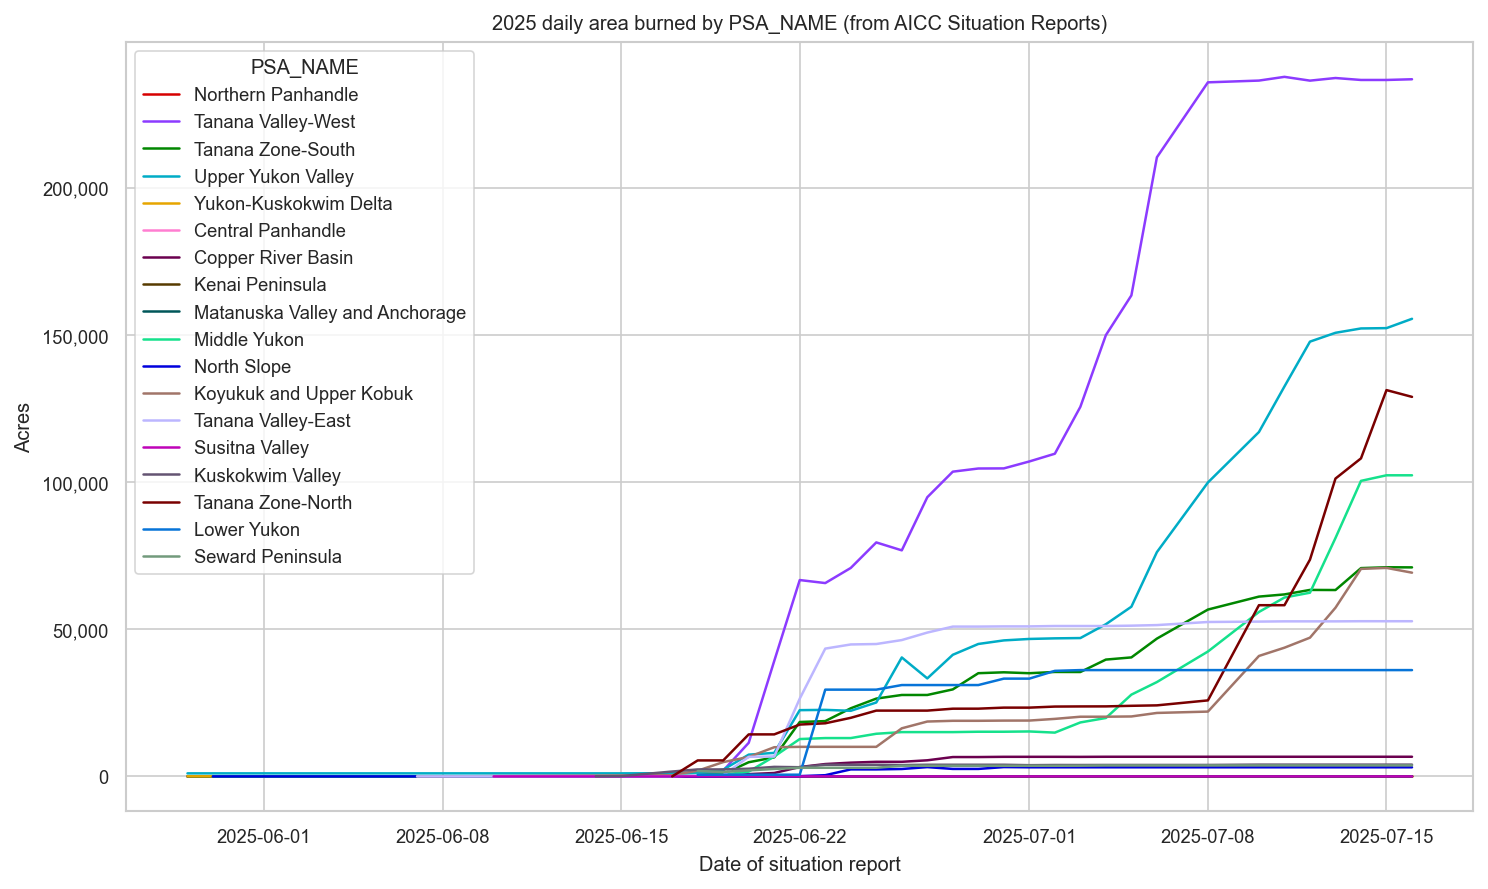 2025 daily area burned by PSA_NAME (from AICC Situation Reports)
PSA_NAME
Northern Panhandle
Tanana Valley-West
Tanana Zone-South
Upper Yukon Valley
Yukon-Kuskokwim Delta
Central Panhandle
Copper River Basin
Kenai Peninsula
Matanuska Valley and Anchorage
Middle Yukon
North Slope
Koyukuk and Upper Kobuk
Tanana Valley-East
Susitna Valley
Kuskokwim Valley
Tanana Zone-North
Lower Yukon
Seward Peninsula
Acres
200,000
150,000
100,000
50,000
0
2025-06-01
2025-06-08
2025-06-15
2025-06-22
2025-07-01
2025-07-08
2025-07-15
Date of situation report